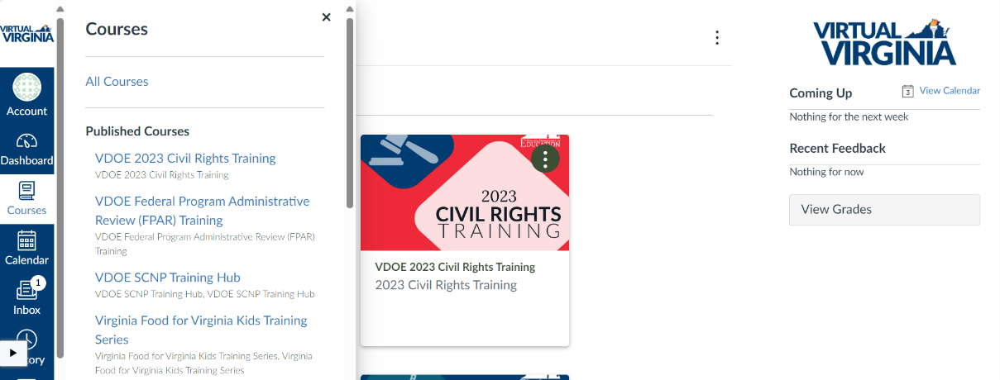 VIRTUAL
VIRGINIA
Account
Dashboard
Courses
Calendar
1
Inbox
ory
Courses
All Courses
Published Courses
VDOE 2023 Civil Rights Training
VDOE 2023 Civil Rights Training
VDOE Federal Program Administrative
Review (FPAR) Training
VDOE Federal Program Administrative Review (FPAR)
Training
VDOE SCNP Training Hub
VDOE SCNP Training Hub, VDOE SCNP Training Hub
Virginia Food for Virginia Kids Training
Series
Virginia Food for Virginia Kids Training Series, Virginia
Food for Virginia Kids Training Series
EDUCATION
2023
CIVIL RIGHTS
TRAINING
VDOE 2023 Civil Rights Training
2023 Civil Rights Training
VIRTUAL
VIRGINIA
Coming Up
3
View Calendar
Nothing for the next week
Recent Feedback
Nothing for now
View Grades